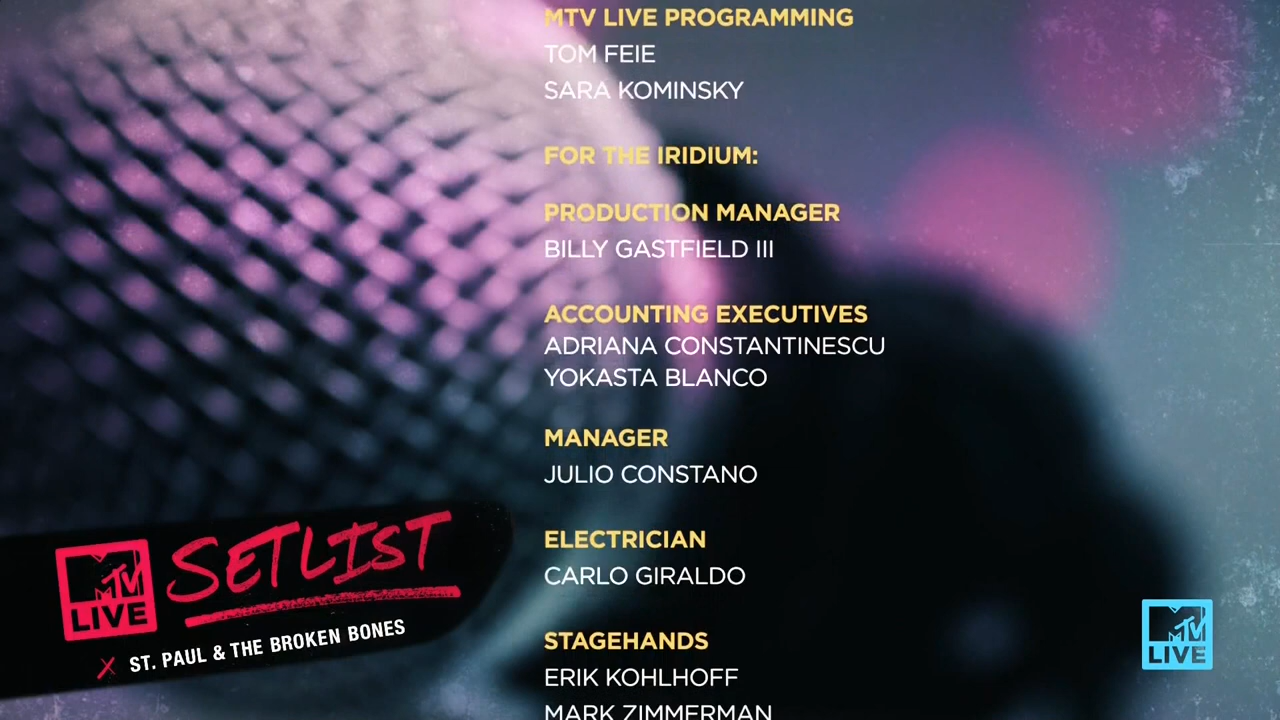 MTV LIVE PROGRAMMING
TOM FEIE
SARA KOMINSKY
FOR THE IRIDIUM:
PRODUCTION MANAGER
BILLY GASTFIELD III
ACCOUNTING EXECUTIVES
ADRIANA CONSTANTINESCU
YOKASTA BLANCO
MANAGER
JULIO CONSTANO
ELECTRICIAN
CARLO GIRALDO
STAGEHANDS
ERIK KOHLHOFF
MARK ZIMMERMAN
MTV
LIVE
SETLIST
X ST. PAUL & THE BROKEN BONES
MTV
LIVE